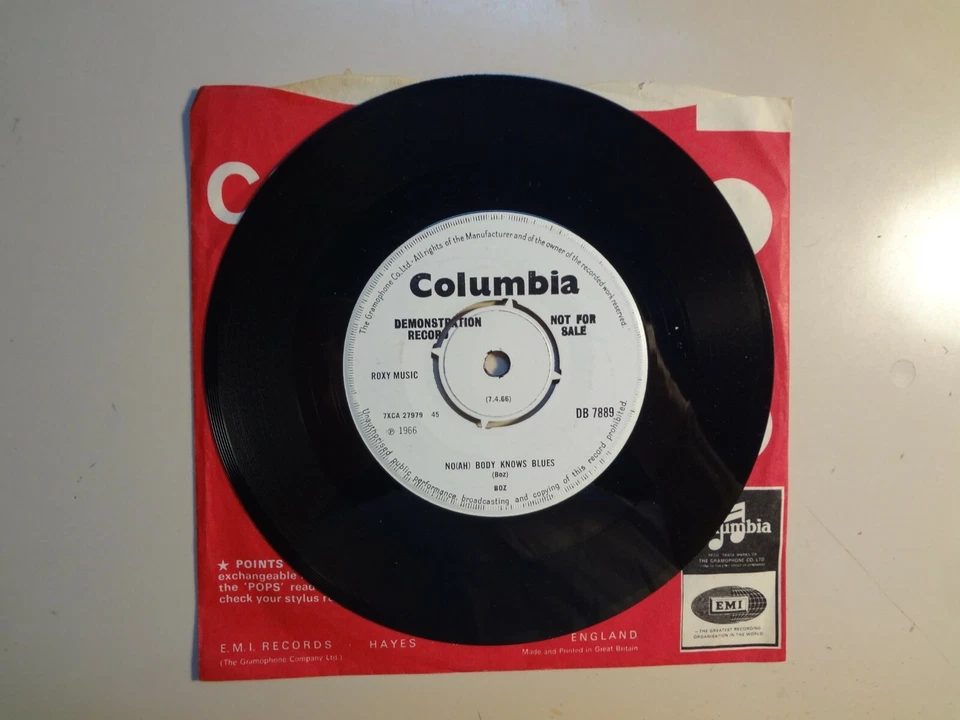 The Gramophone Co. Ltd. - All rights of the Manufacturer and of the owner of the recorded work reserved.
Columbia
DEMONSTRATION
RECORD
NOT FOR
SALE
ROXY MUSIC
(7.4.66)
7XCA 27979 45
DB 7889
℗ 1966
NO(AH) BODY KNOWS BLUES
(Boz)
BOZ
Unauthorised public performance, broadcasting and copying of this record prohibited.
C
★ POINTS
exchangeable
the 'POPS' read
check your stylus
umbia
THE GRAMOPHONE CO. LTD
EMI
THE GREATEST RECORDING
ORGANISATION IN THE WORLD
E.M.I. RECORDS HAYES ENGLAND
(The Gramophone Company Ltd.) Made and Printed in Great Britain